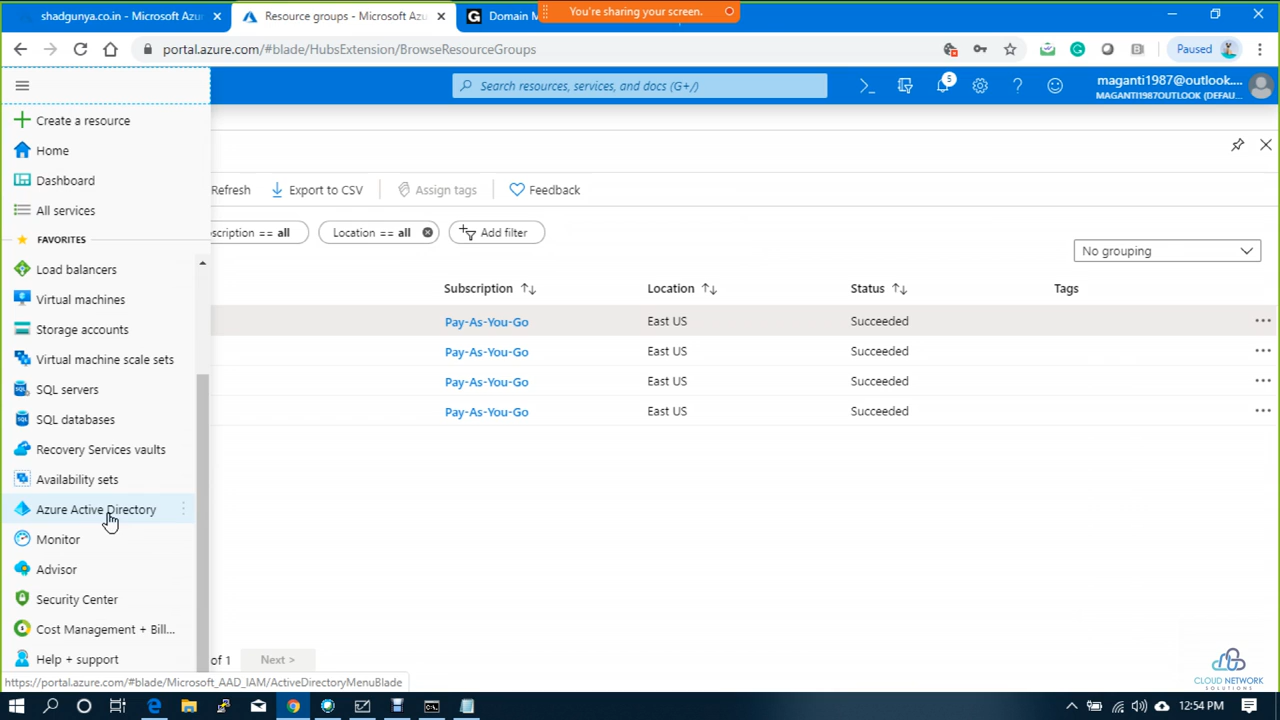 shadgunya.co.in - Microsoft Azu
Resource groups - Microsoft Azu
Domain M
You're sharing your screen.
portal.azure.com/#blade/HubsExtension/BrowseResourceGroups
Paused
Search resources, services, and docs (G+/)
5
maganti1987@outlook....
MAGANTI1987OUTLOOK (DEFAU...
Create a resource
Home
Dashboard
All services
FAVORITES
Load balancers
Virtual machines
Storage accounts
Virtual machine scale sets
SQL servers
SQL databases
Recovery Services vaults
Availability sets
Azure Active Directory
Monitor
Advisor
Security Center
Cost Management + Bill...
Help + support
Refresh
Export to CSV
Assign tags
Feedback
scription == all
Location == all
Add filter
No grouping
Subscription
Location
Status
Tags
Pay-As-You-Go East US Succeeded
Pay-As-You-Go East US Succeeded
Pay-As-You-Go East US Succeeded
Pay-As-You-Go East US Succeeded
of 1
Next >
https://portal.azure.com/#blade/Microsoft_AAD_IAM/ActiveDirectoryMenuBlade
CLOUD NETWORK
SOLUTIONS
12:54 PM